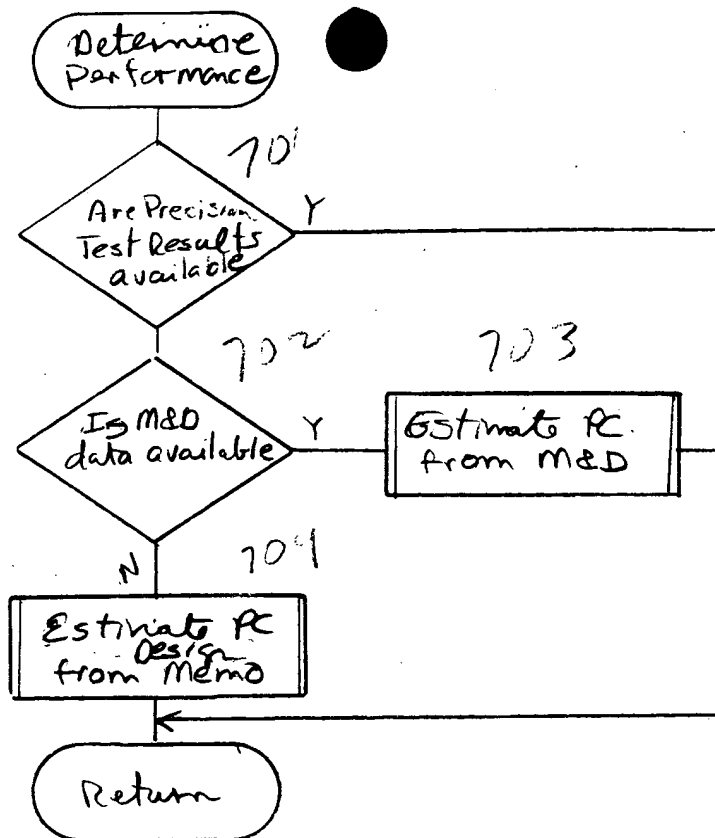 Determine
Performance
701
Are Precision
Test Results
available
Y
702
Is M&D
data available
Y
703
Estimate PC
from M&D
N
704
Estimate PC
Design
from Memo
Return